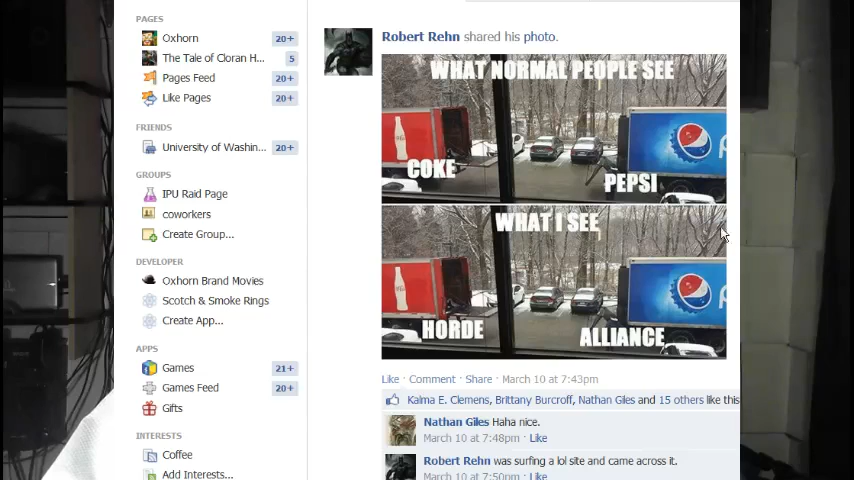 PAGES
Oxhorn 20+
The Tale of Cloran H... 5
Pages Feed 20+
Like Pages 20+
FRIENDS
University of Washin... 20+
GROUPS
IPU Raid Page
coworkers
Create Group...
DEVELOPER
Oxhorn Brand Movies
Scotch & Smoke Rings
Create App...
APPS
Games 21+
Games Feed 20+
Gifts
INTERESTS
Coffee
Add Interests...
Robert Rehn shared his photo.
WHAT NORMAL PEOPLE SEE
COKE
PEPSI
WHAT I SEE
HORDE
ALLIANCE
Like · Comment · Share · March 10 at 7:43pm
Kalma E. Clemens, Brittany Burcroff, Nathan Giles and 15 others like this
Nathan Giles Haha nice.
March 10 at 7:48pm · Like
Robert Rehn was surfing a lol site and came across it.
March 10 at 7:50pm · Like